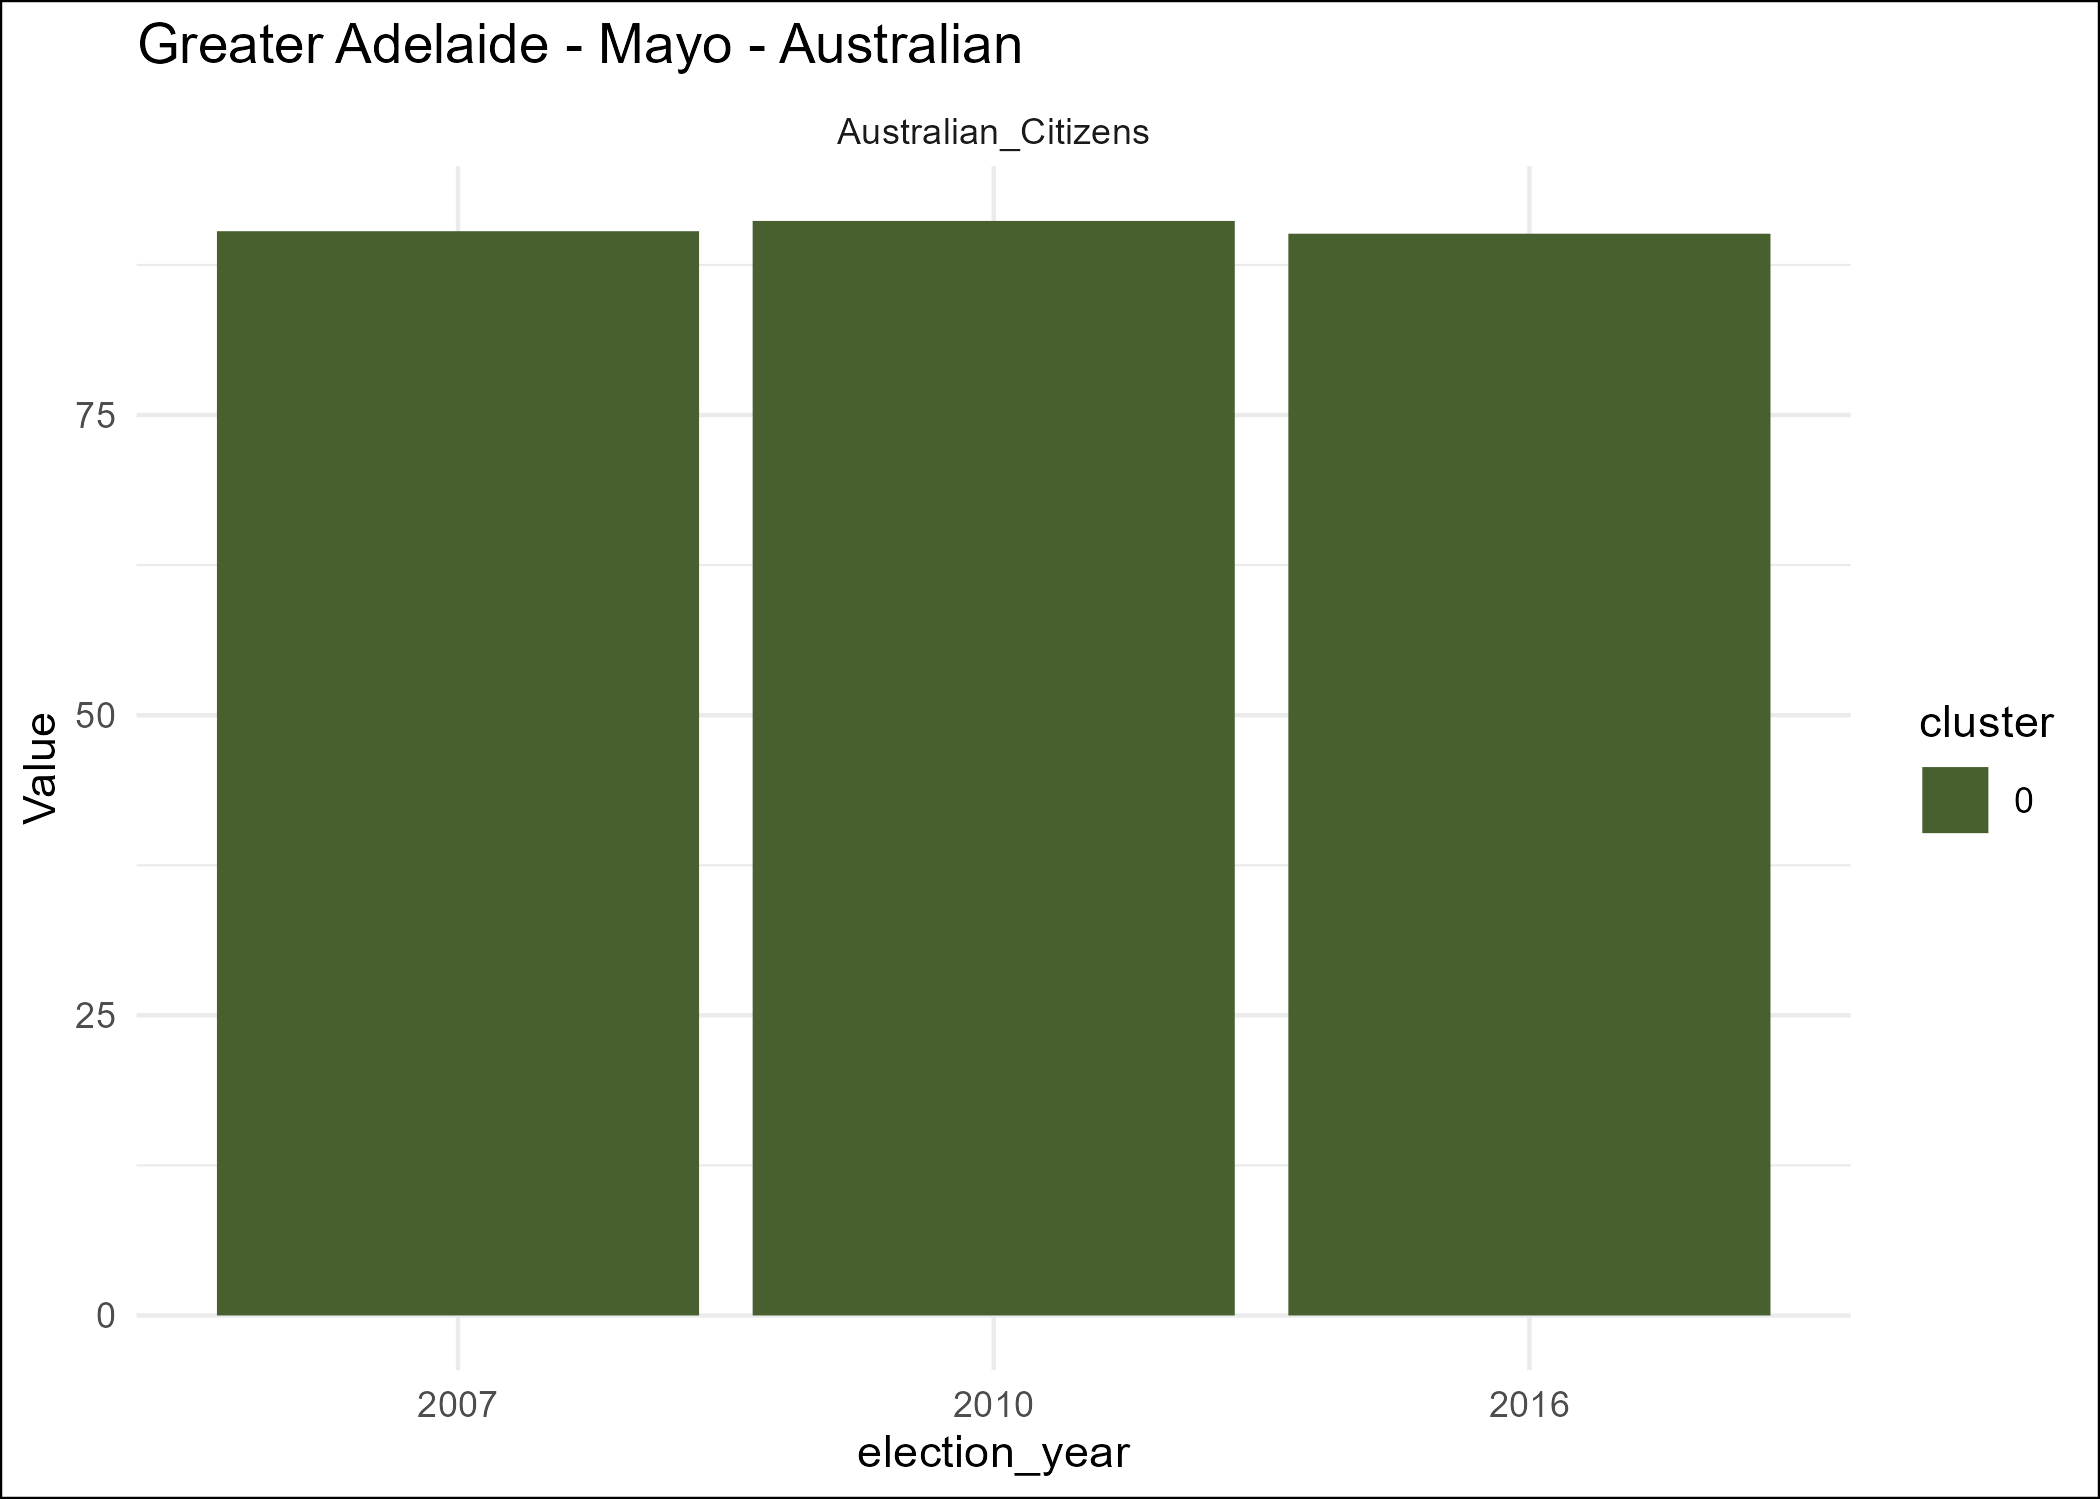 Greater Adelaide - Mayo - Australian
Australian_Citizens
75
50
25
0
Value
2007 2010 2016
election_year
cluster
0